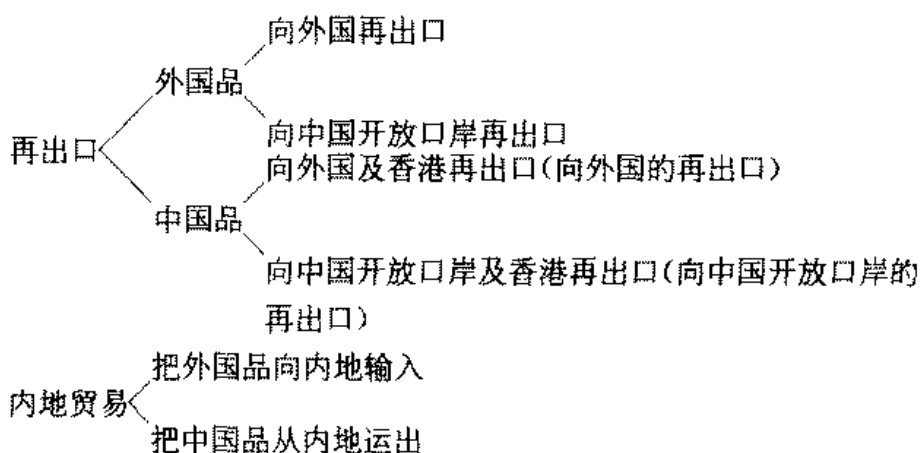 向外国再出口
外国品
向中国开放口岸再出口
再出口
向外国及香港再出口(向外国的再出口)
中国品
向中国开放口岸及香港再出口(向中国开放口岸的
再出口)
把外国品向内地输入
内地贸易
把中国品从内地运出